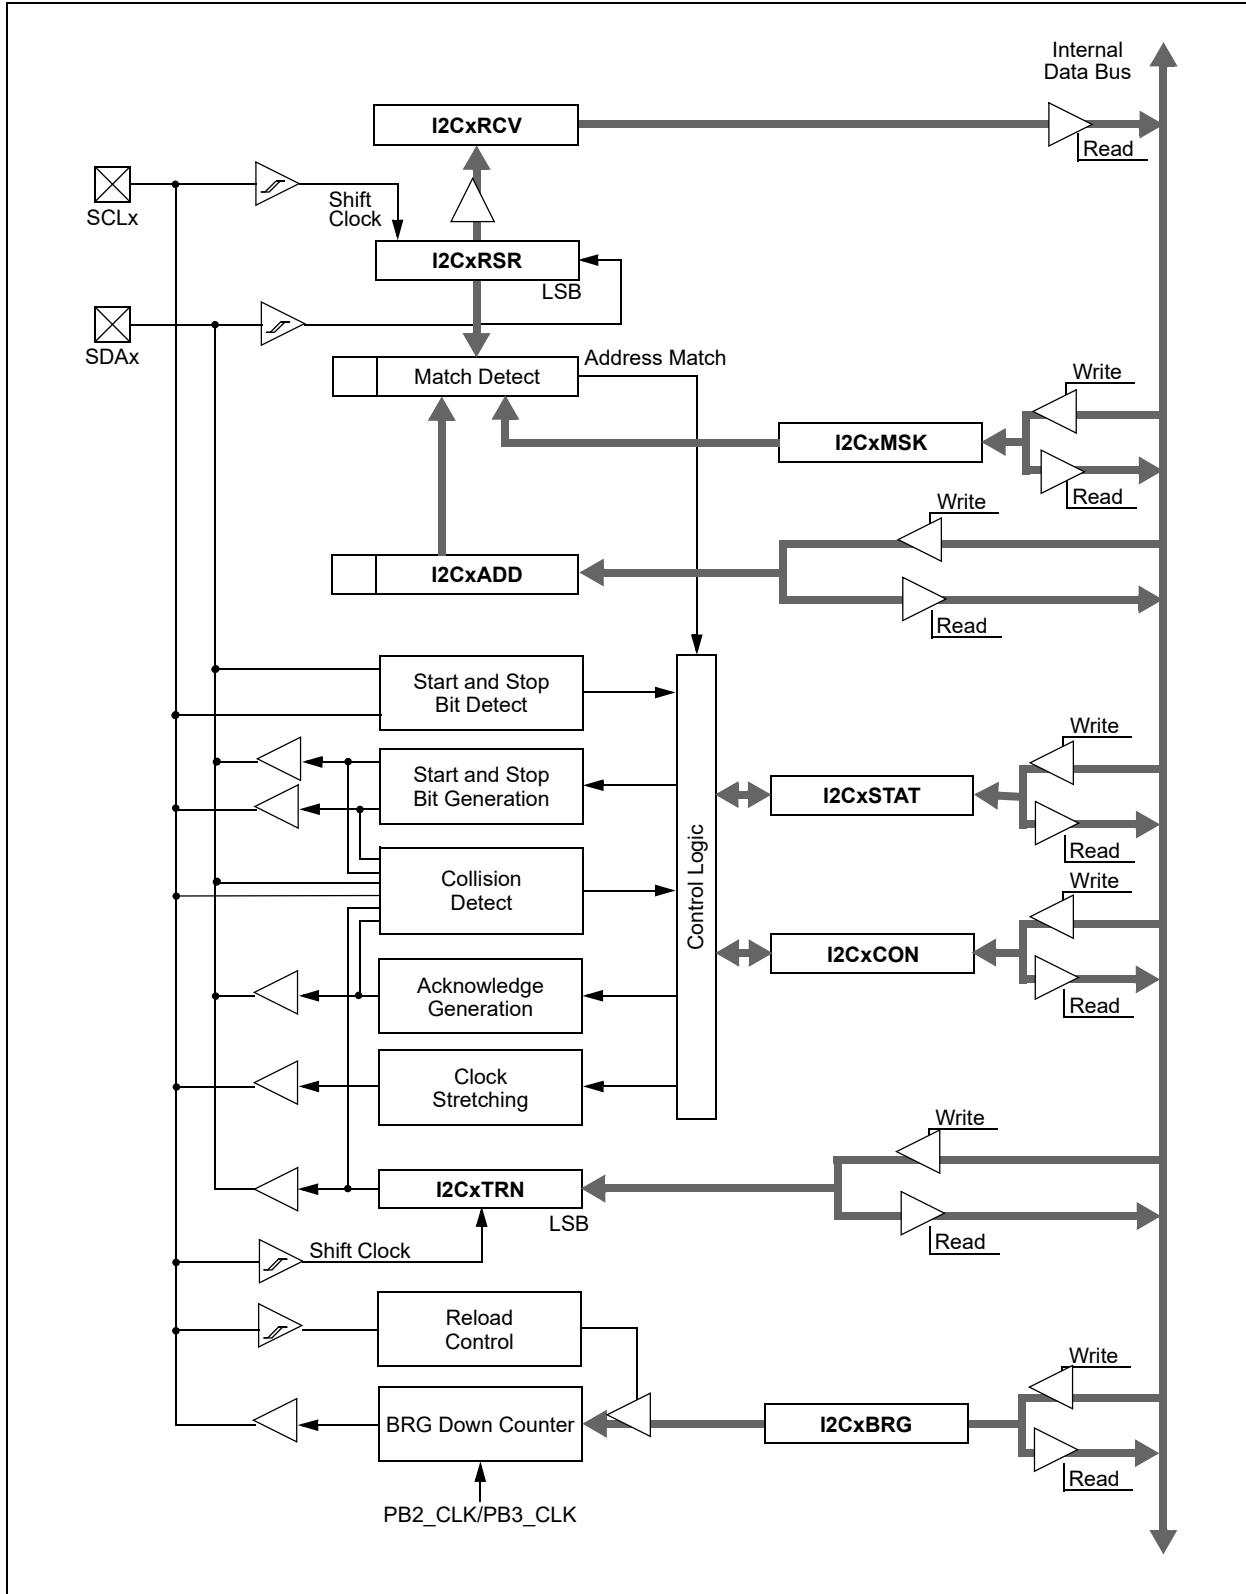 Internal
Data Bus
I2CxRCV
Read
SCLx
Shift
Clock
I2CxRSR
LSB
SDAx
Address Match
Match Detect
Write
I2CxMSK
Read
Write
I2CxADD
Read
Start and Stop
Bit Detect
Write
Start and Stop
Bit Generation
I2CxSTAT
Read
Control Logic
Collision
Detect
Write
I2CxCON
Read
Acknowledge
Generation
Clock
Stretching
Write
I2CxTRN
LSB
Read
Shift Clock
Reload
Control
Write
BRG Down Counter
I2CxBRG
Read
PB2_CLK/PB3_CLK